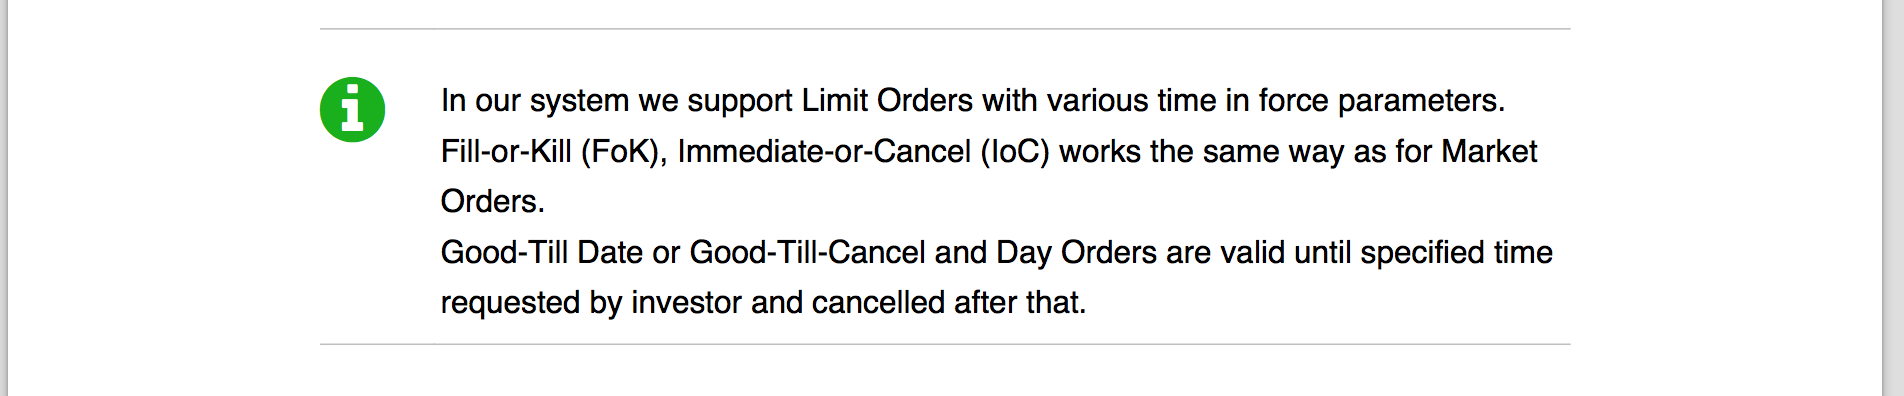 In our system we support Limit Orders with various time in force parameters.
Fill-or-Kill (FoK), Immediate-or-Cancel (IoC) works the same way as for Market
Orders.
Good-Till Date or Good-Till-Cancel and Day Orders are valid until specified time
requested by investor and cancelled after that.